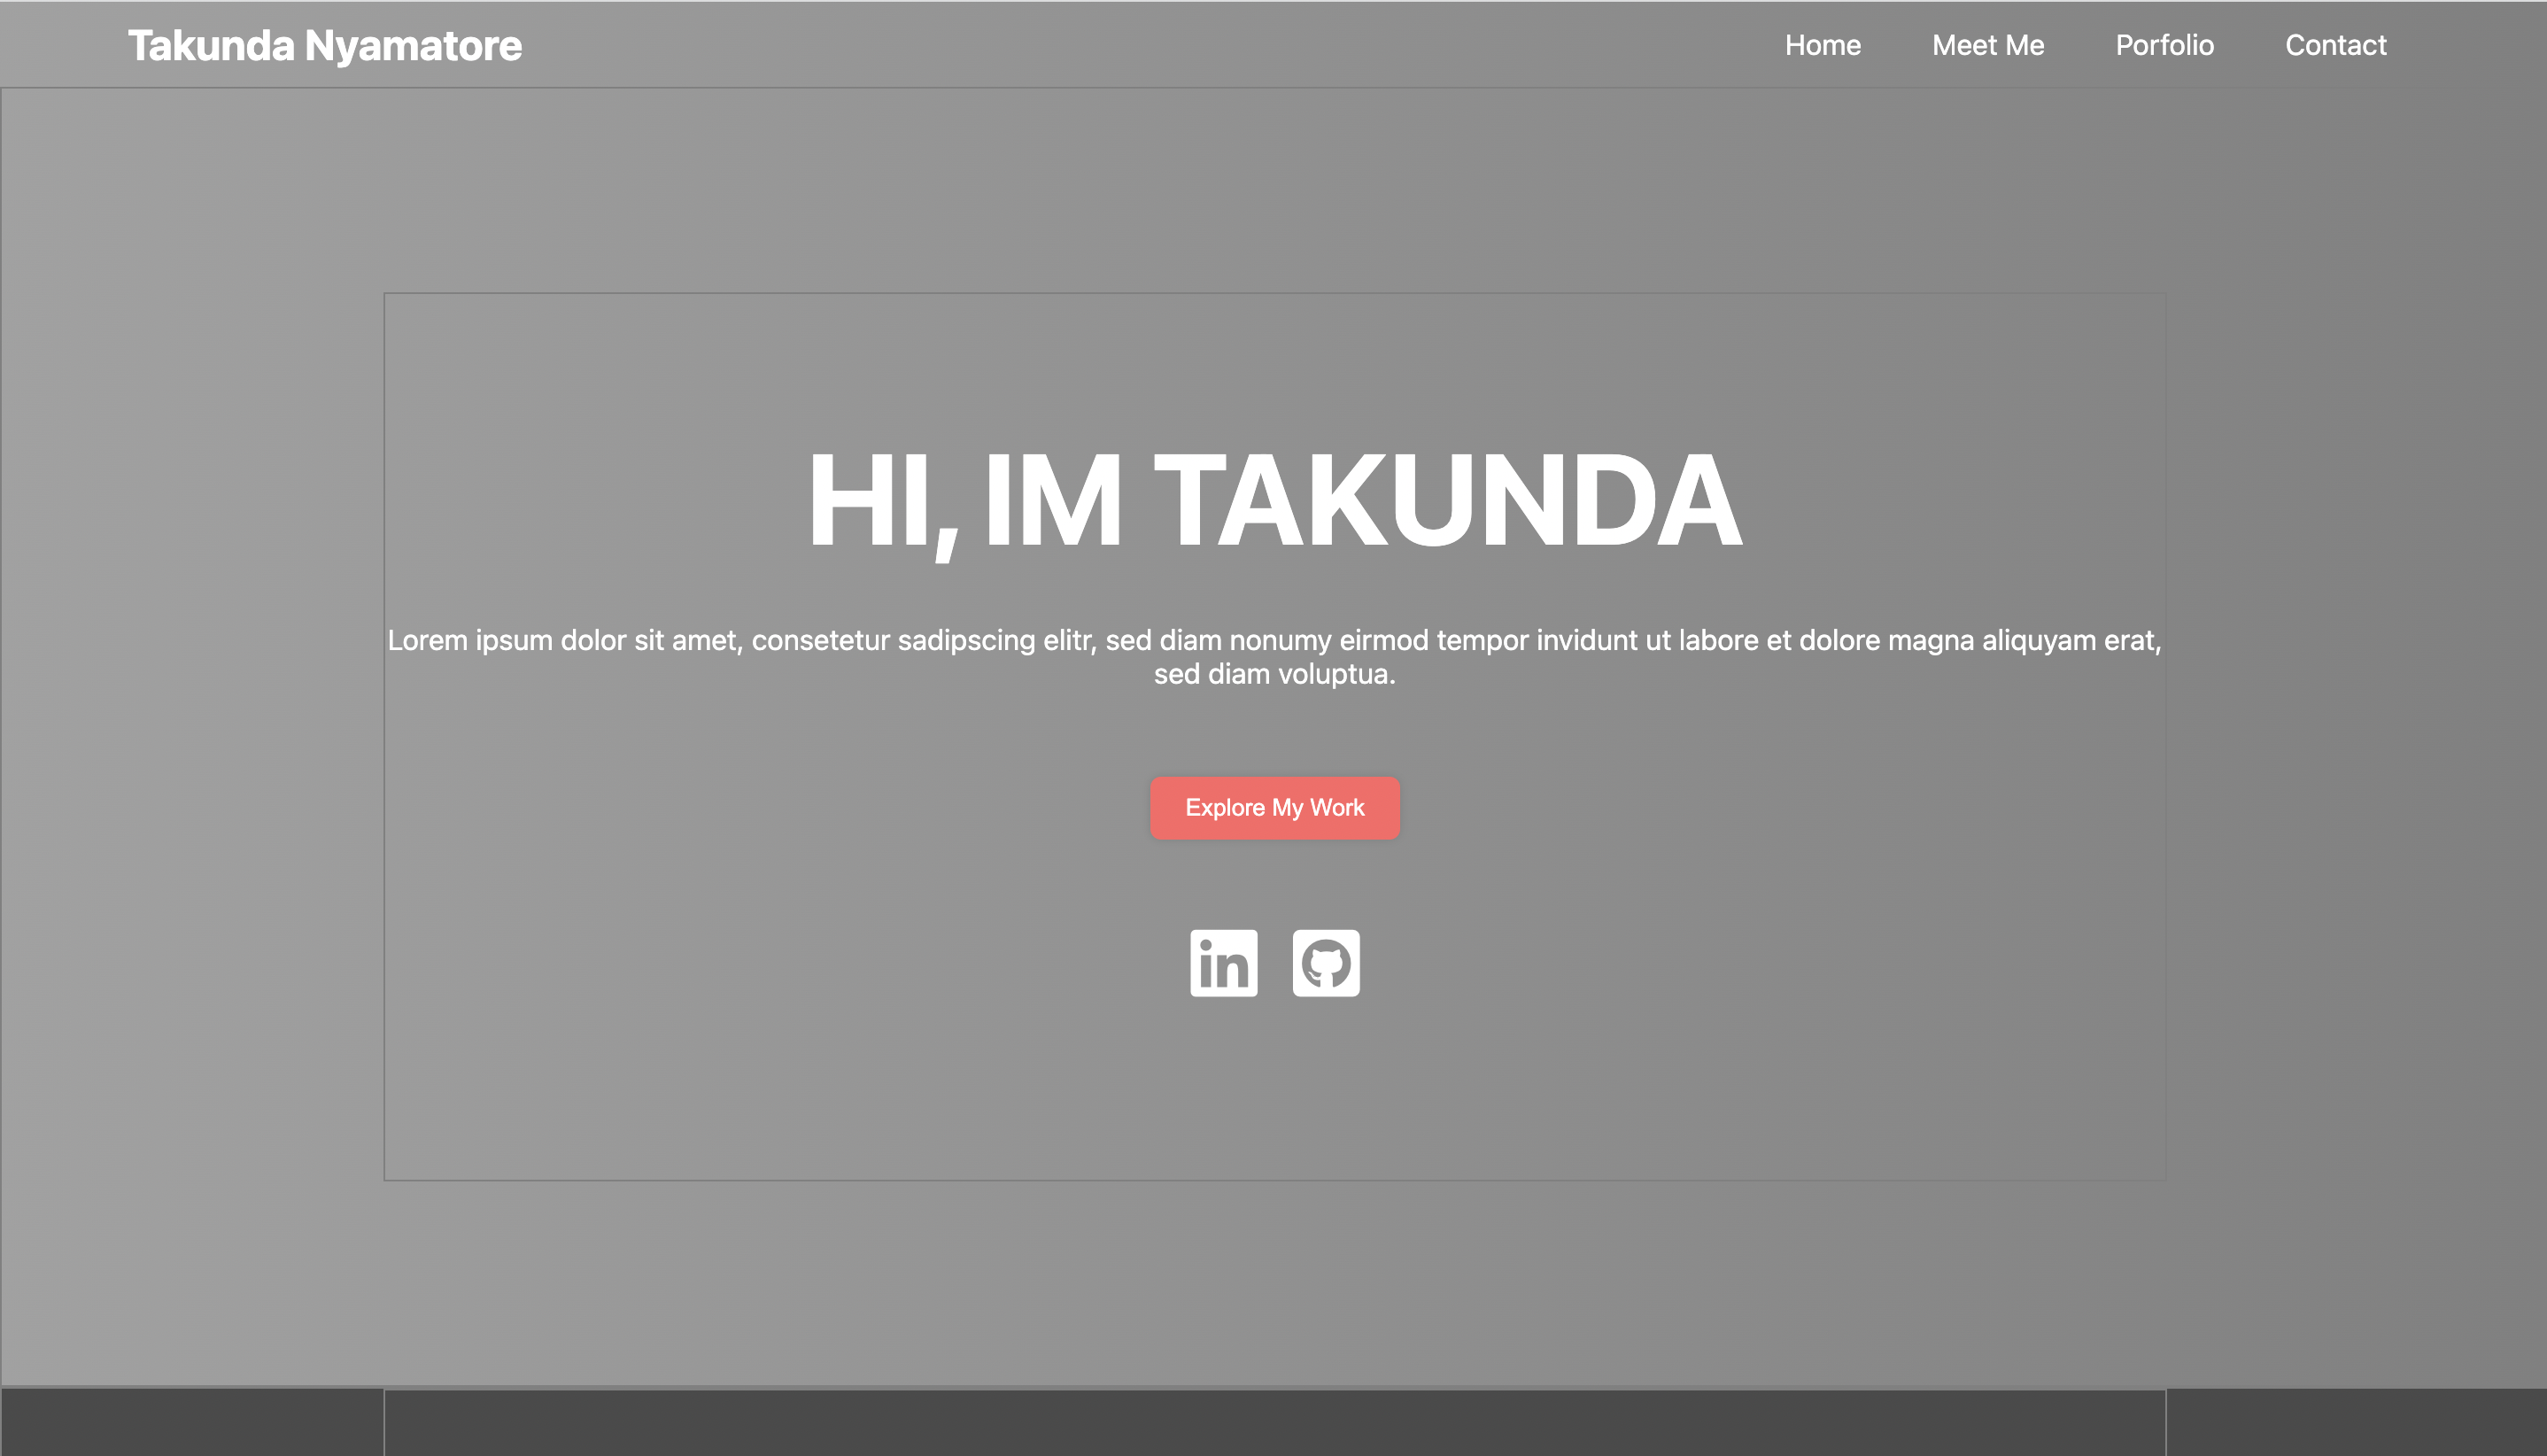 Takunda Nyamatore
Home
Meet Me
Porfolio
Contact
HI, IM TAKUNDA
Lorem ipsum dolor sit amet, consetetur sadipscing elitr, sed diam nonumy eirmod tempor invidunt ut labore et dolore magna aliquyam erat,
sed diam voluptua.
Explore My Work
in